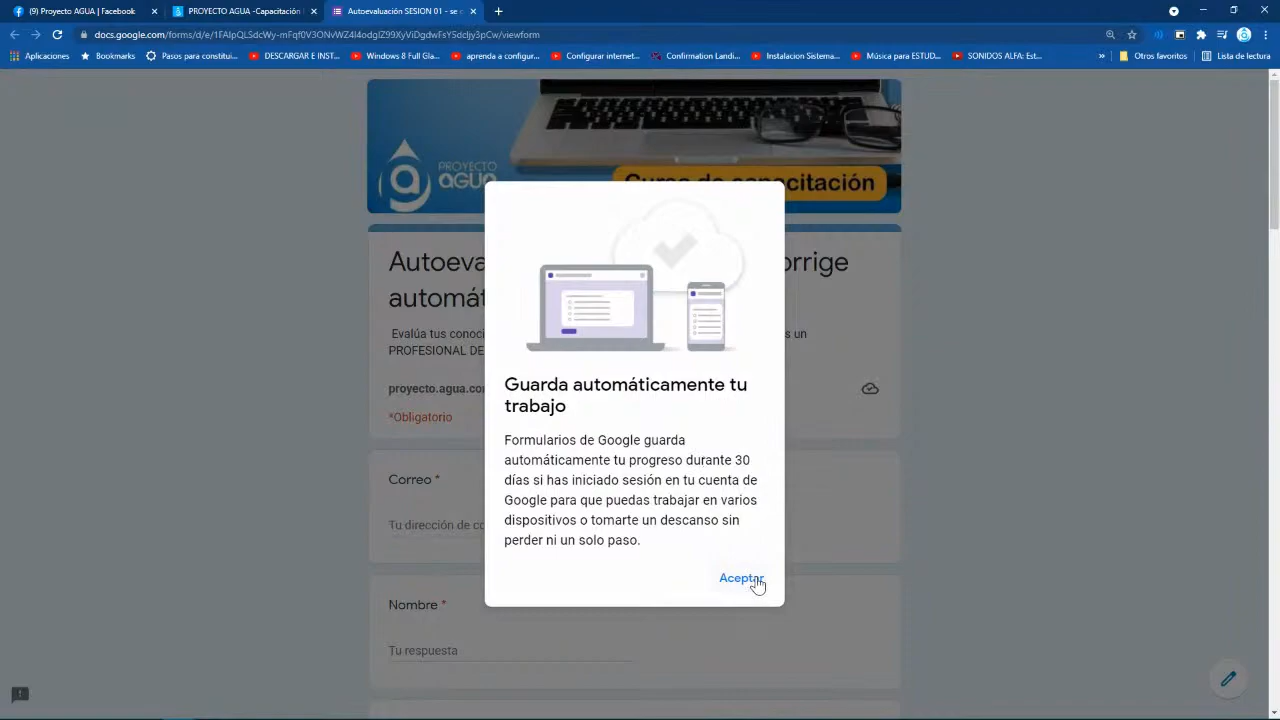 (9) Proyecto AGUA | Facebook
PROYECTO AGUA -Capacitación
Autoevaluación SESION 01 - se c
docs.google.com/forms/d/e/
/viewform
Aplicaciones
Bookmarks
Pasos para constitui...
DESCARGAR E INST...
Windows 8 Full Gla...
aprenda a configur...
Configurar internet...
Confirmation Landi...
Instalacion Sistema...
Música para ESTUD...
SONIDOS ALFA: Est...
»
Otros favoritos
Lista de lectura
PROYECTO
AGUA
Curso de capacitación
Autoeva
orrige
automát
Evalúa tus conoci
s un
PROFESIONAL DE
proyecto.agua.co
*Obligatorio
Guarda automáticamente tu
trabajo
Formularios de Google guarda
automáticamente tu progreso durante 30
días si has iniciado sesión en tu cuenta de
Google para que puedas trabajar en varios
dispositivos o tomarte un descanso sin
perder ni un solo paso.
Aceptar
Correo *
Tu dirección de co
Nombre *
Tu respuesta